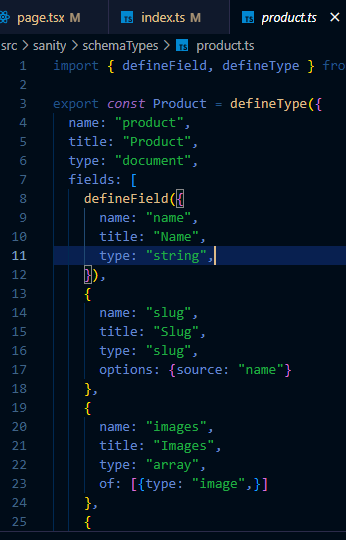 page.tsx M TS index.ts M TS product.ts
src > sanity > schemaTypes > TS product.ts
1 import { defineField, defineType } fro
2
3 export const Product = defineType({
4 name: "product",
5 title: "Product",
6 type: "document",
7 fields: [
8 defineField({
9 name: "name",
10 title: "Name",
11 type: "string",
12 }),
13 {
14 name: "slug",
15 title: "Slug",
16 type: "slug",
17 options: {source: "name"}
18 },
19 {
20 name: "images",
21 title: "Images",
22 type: "array",
23 of: [{type: "image",}]
24 },
25 {